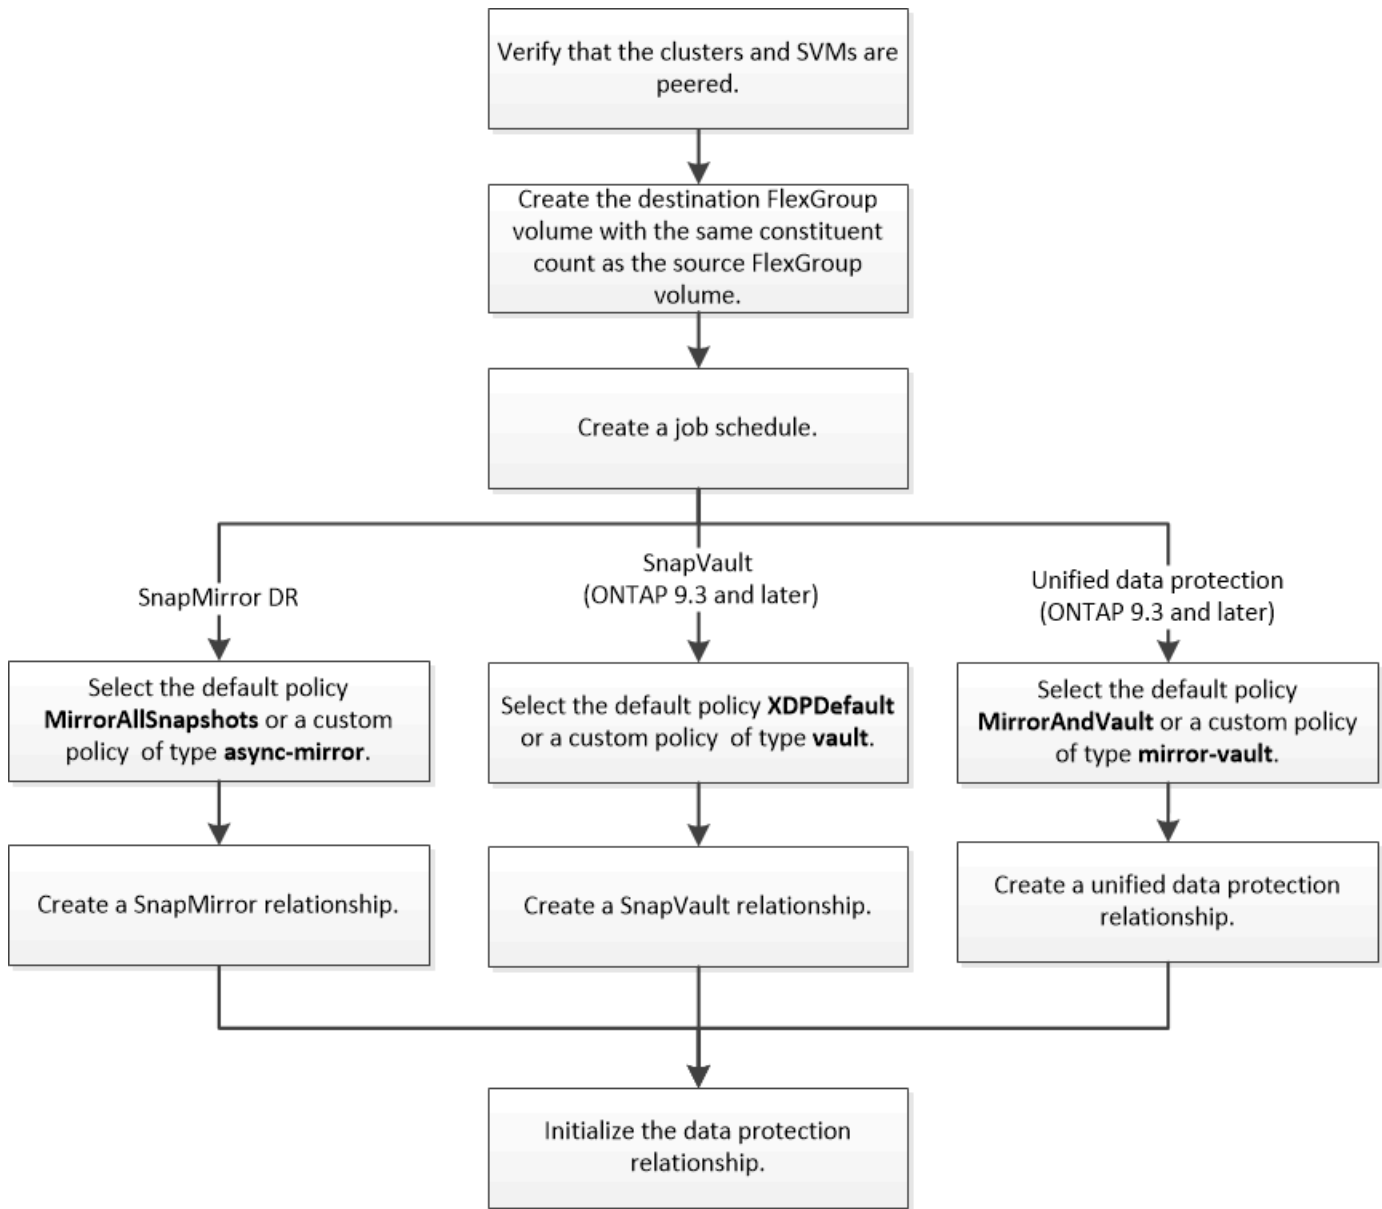 Verify that the clusters and SVMs are
peered.
Create the destination FlexGroup
volume with the same constituent
count as the source FlexGroup
volume.
Create a job schedule.
SnapMirror DR
SnapVault
(ONTAP 9.3 and later)
Unified data protection
(ONTAP 9.3 and later)
Select the default policy
MirrorAllSnapshots or a custom
policy of type async-mirror.
Select the default policy XDPDefault
or a custom policy of type vault.
Select the default policy
MirrorAndVault or a custom policy
of type mirror-vault.
Create a SnapMirror relationship.
Create a SnapVault relationship.
Create a unified data protection
relationship.
Initialize the data protection
relationship.